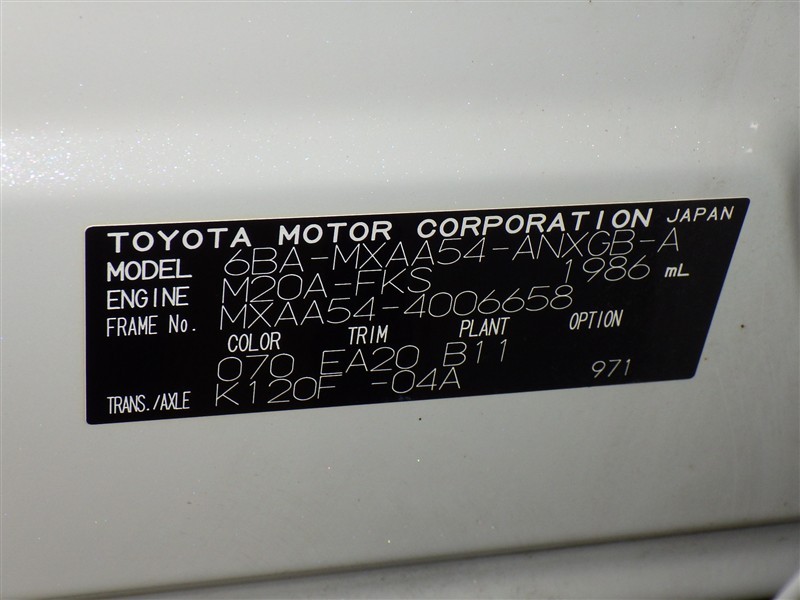 TOYOTA MOTOR CORPORATION JAPAN
MODEL 6BA-MXAA54-ANXGB-A
ENGINE M20A-FKS 1986 mL
FRAME No. MXAA54-4006658
COLOR TRIM PLANT OPTION
070 EA20 B11
TRANS./AXLE K120F -04A 971